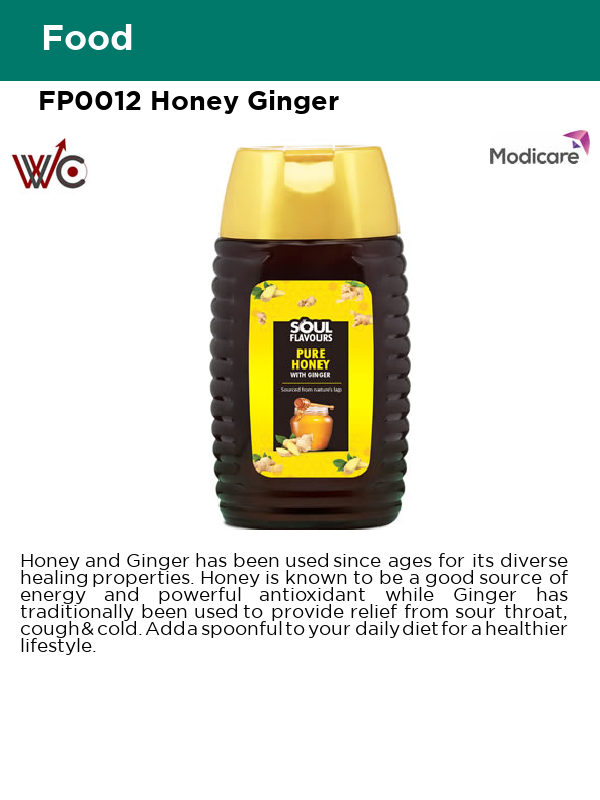 Food
FP0012 Honey Ginger
WC
Modicare
SOUL
FLAVOURS
PURE
HONEY
WITH GINGER
Sourced from nature's lap
Honey and Ginger has been used since ages for its diverse
healing properties. Honey is known to be a good source of
energy and powerful antioxidant while Ginger has
traditionally been used to provide relief from sour throat,
cough & cold. Add a spoonful to your daily diet for a healthier
lifestyle.